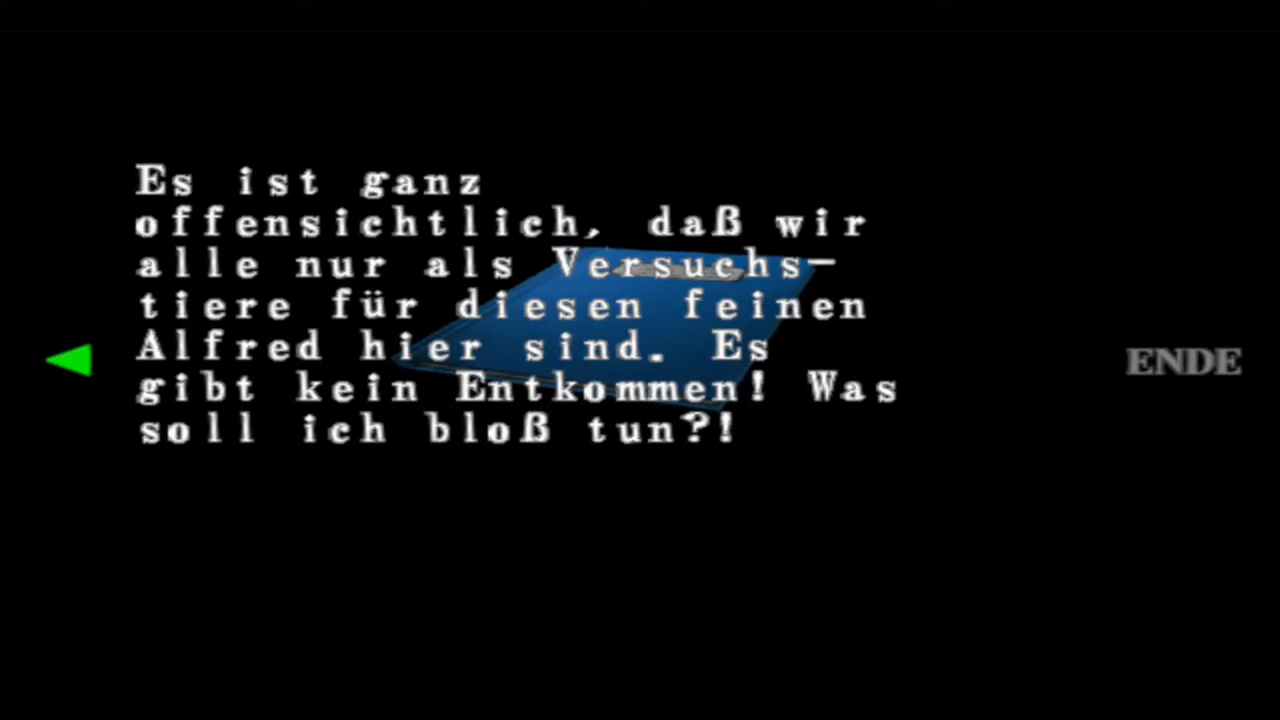 Es ist ganz
offensichtlich, daß wir
alle nur als Versuchs-
tiere für diesen feinen
Alfred hier sind. Es
gibt kein Entkommen! Was
soll ich bloß tun?!
ENDE